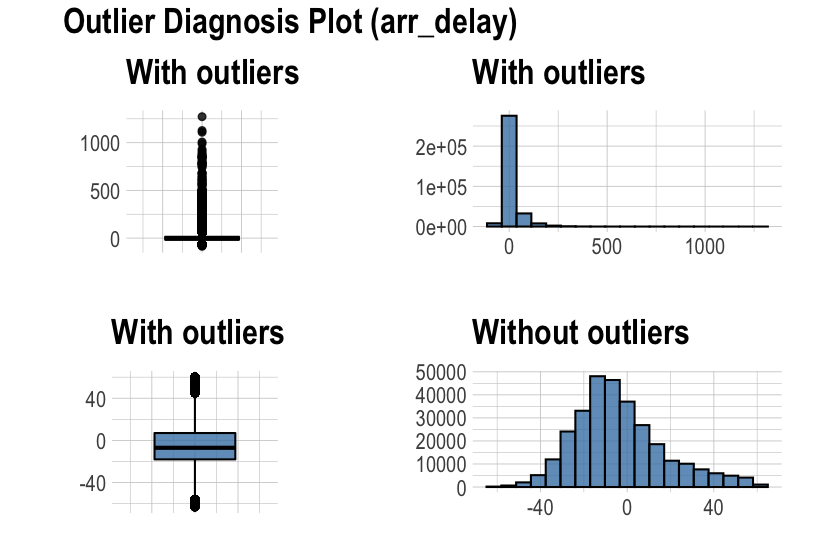 Outlier Diagnosis Plot (arr_delay)
With outliers
1000
500
0
With outliers
2e+05
1e+05
0e+00
0 500 1000
With outliers
40
0
-40
Without outliers
50000
40000
30000
20000
10000
0
-40 0 40